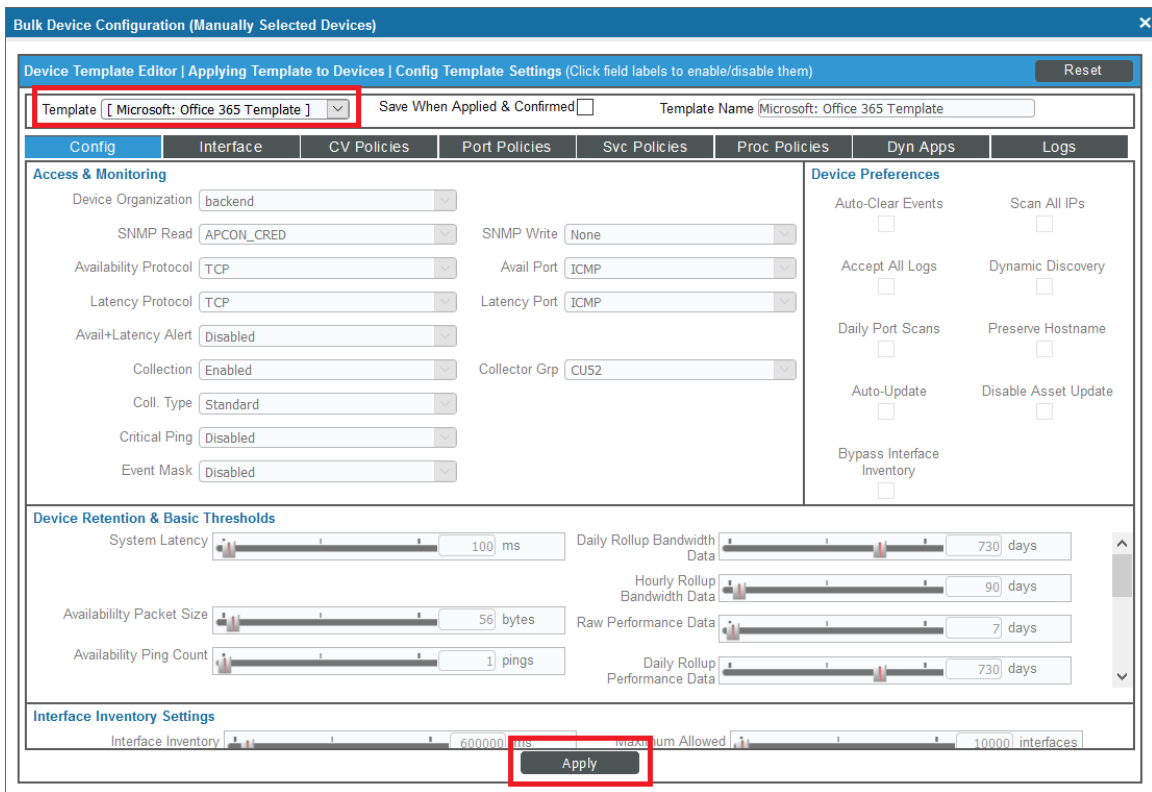 Bulk Device Configuration (Manually Selected Devices)
Device Template Editor | Applying Template to Devices | Config Template Settings (Click field labels to enable/disable them) Reset
Template [ Microsoft: Office 365 Template ] Save When Applied & Confirmed Template Name Microsoft: Office 365 Template
Config Interface CV Policies Port Policies Svc Policies Proc Policies Dyn Apps Logs
Access & Monitoring
Device Organization backend
SNMP Read APCON_CRED SNMP Write None
Availability Protocol TCP Avail Port ICMP
Latency Protocol TCP Latency Port ICMP
Avail+Latency Alert Disabled
Collection Enabled Collector Grp CU52
Coll. Type Standard
Critical Ping Disabled
Event Mask Disabled
Device Preferences
Auto-Clear Events Scan All IPs
Accept All Logs Dynamic Discovery
Daily Port Scans Preserve Hostname
Auto-Update Disable Asset Update
Bypass Interface
Inventory
Device Retention & Basic Thresholds
System Latency 100 ms
Availablilty Packet Size 56 bytes
Availability Ping Count 1 pings
Daily Rollup Bandwidth
Data 730 days
Hourly Rollup
Bandwidth Data 90 days
Raw Performance Data 7 days
Daily Rollup
Performance Data 730 days
Interface Inventory Settings
Interface Inventory 600000 ms Maximum Allowed 10000 interfaces
Apply